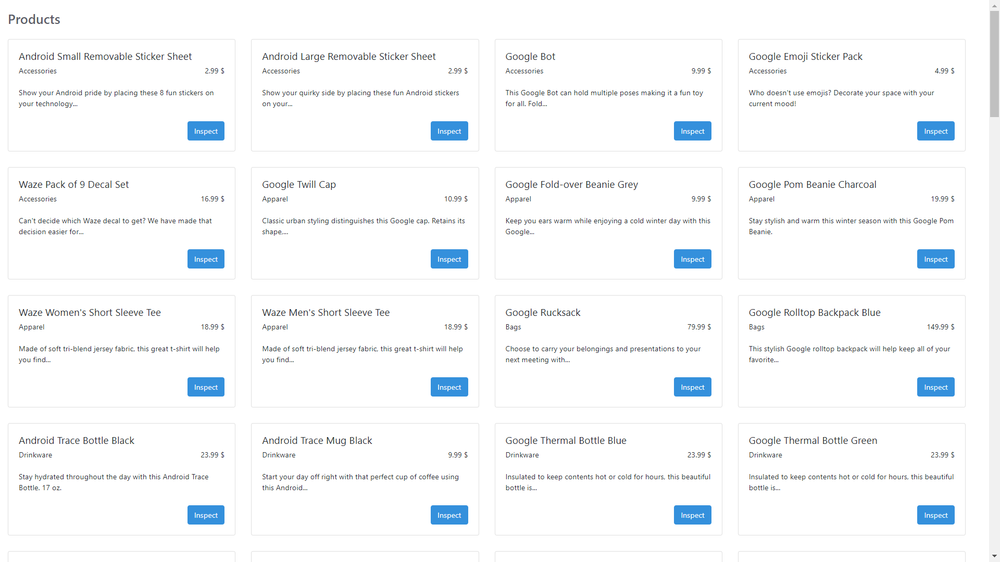 Products
Android Small Removable Sticker Sheet
Accessories 2.99 $
Show your Android pride by placing these 8 fun stickers on
your technology...
Inspect
Android Large Removable Sticker Sheet
Accessories 2.99 $
Show your quirky side by placing these fun Android stickers
on your...
Inspect
Google Bot
Accessories 9.99 $
This Google Bot can hold multiple poses making it a fun toy
for all. Fold...
Inspect
Google Emoji Sticker Pack
Accessories 4.99 $
Who doesn't use emojis? Decorate your space with your
current mood!
Inspect
Waze Pack of 9 Decal Set
Accessories 16.99 $
Can't decide which Waze decal to get? We have made that
decision easier for...
Inspect
Google Twill Cap
Apparel 10.99 $
Classic urban styling distinguishes this Google cap. Retains its
shape,...
Inspect
Google Fold-over Beanie Grey
Apparel 9.99 $
Keep you ears warm while enjoying a cold winter day with this
Google...
Inspect
Google Pom Beanie Charcoal
Apparel 19.99 $
Stay stylish and warm this winter season with this Google Pom
Beanie.
Inspect
Waze Women's Short Sleeve Tee
Apparel 18.99 $
Made of soft tri-blend jersey fabric, this great t-shirt will help
you find...
Inspect
Waze Men's Short Sleeve Tee
Apparel 18.99 $
Made of soft tri-blend jersey fabric, this great t-shirt will help
you find...
Inspect
Google Rucksack
Bags 79.99 $
Choose to carry your belongings and presentations to your
next meeting with...
Inspect
Google Rolltop Backpack Blue
Bags 149.99 $
This stylish Google rolltop backpack will help keep all of your
favorite...
Inspect
Android Trace Bottle Black
Drinkware 23.99 $
Stay hydrated throughout the day with this Android Trace
Bottle. 17 oz.
Inspect
Android Trace Mug Black
Drinkware 9.99 $
Start your day off right with that perfect cup of coffee using
this Android...
Inspect
Google Thermal Bottle Blue
Drinkware 23.99 $
Insulated to keep contents hot or cold for hours, this beautiful
bottle is...
Inspect
Google Thermal Bottle Green
Drinkware 23.99 $
Insulated to keep contents hot or cold for hours, this beautiful
bottle is...
Inspect